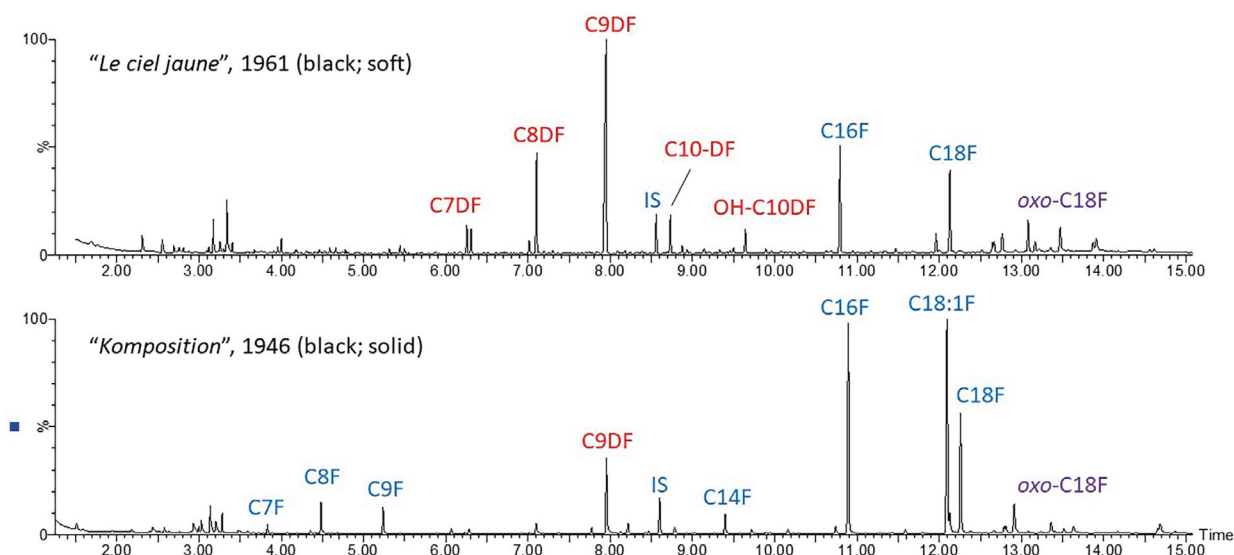 C9DF
100
"Le ciel jaune", 1961 (black; soft)
C8DF
C16F
%
C10-DF
C18F
C7DF
IS
OH-C10DF
oxo-C18F
0
2.00 3.00 4.00 5.00 6.00 7.00 8.00 9.00 10.00 11.00 12.00 13.00 14.00 15.00
C16F C18:1F
100
"Komposition", 1946 (black; solid)
C18F
%
C9DF
C8F
C9F
IS
C14F
oxo-C18F
C7F
0
Time
2.00 3.00 4.00 5.00 6.00 7.00 8.00 9.00 10.00 11.00 12.00 13.00 14.00 15.00